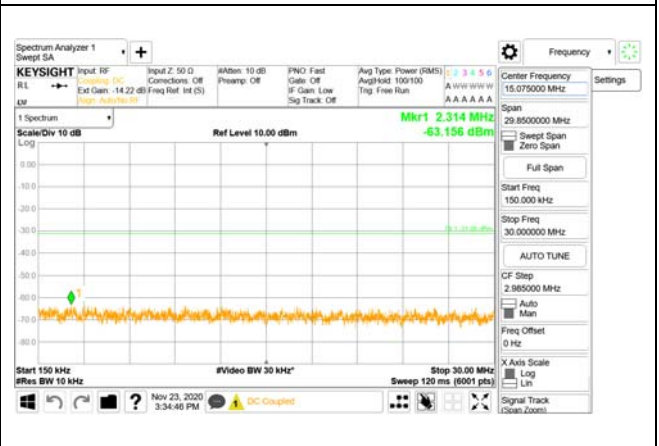 Spectrum Analyzer 1
Swept SA
+
Frequency
KEYSIGHT
RL
Input: RF
Coupling: DC
Ext Gain: -14.22 dB
Align: Auto/No RF
Input Z: 50 Ω
Corrections: Off
Freq Ref: Int (S)
#Atten: 10 dB
Preamp: Off
PNO: Fast
Gate: Off
IF Gain: Low
Sig Track: Off
Avg Type: Power (RMS)
Avg|Hold: 100/100
Trig: Free Run
1 2 3 4 5 6
A W W W W W
A A A A A A
Center Frequency
15.075000 MHz
Settings
Span
29.8500000 MHz
Swept Span
Zero Span
Full Span
Start Freq
150.000 kHz
Stop Freq
30.000000 MHz
AUTO TUNE
CF Step
2.985000 MHz
Auto
Man
Freq Offset
0 Hz
X Axis Scale
Log
Lin
Signal Track
(Span Zoom)
1 Spectrum
Scale/Div 10 dB
Log
Ref Level 10.00 dBm
Mkr1 2.314 MHz
-63.156 dBm
0.00
-10.0
-20.0
-30.0
-40.0
-50.0
-60.0
-70.0
-80.0
1
Start 150 kHz
#Res BW 10 kHz
#Video BW 30 kHz*
Stop 30.00 MHz
Sweep 120 ms (6001 pts)
?
Nov 23, 2020
3:34:46 PM
DC Coupled